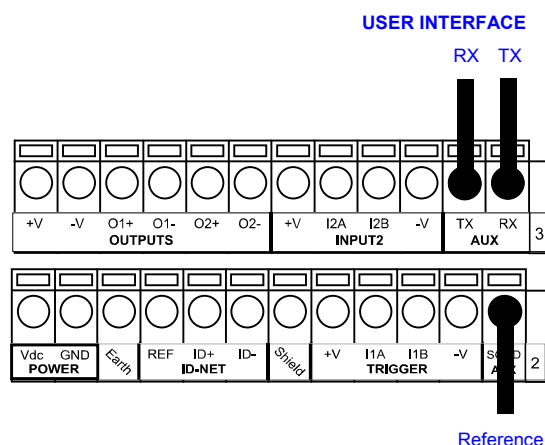 USER INTERFACE
RX TX
+V -V O1+ O1- O2+ O2- +V I2A I2B -V TX RX
OUTPUTS INPUT2 AUX
3
Vdc GND Earth REF ID+ ID- Shield +V I1A I1B -V
POWER ID-NET TRIGGER
2
Reference